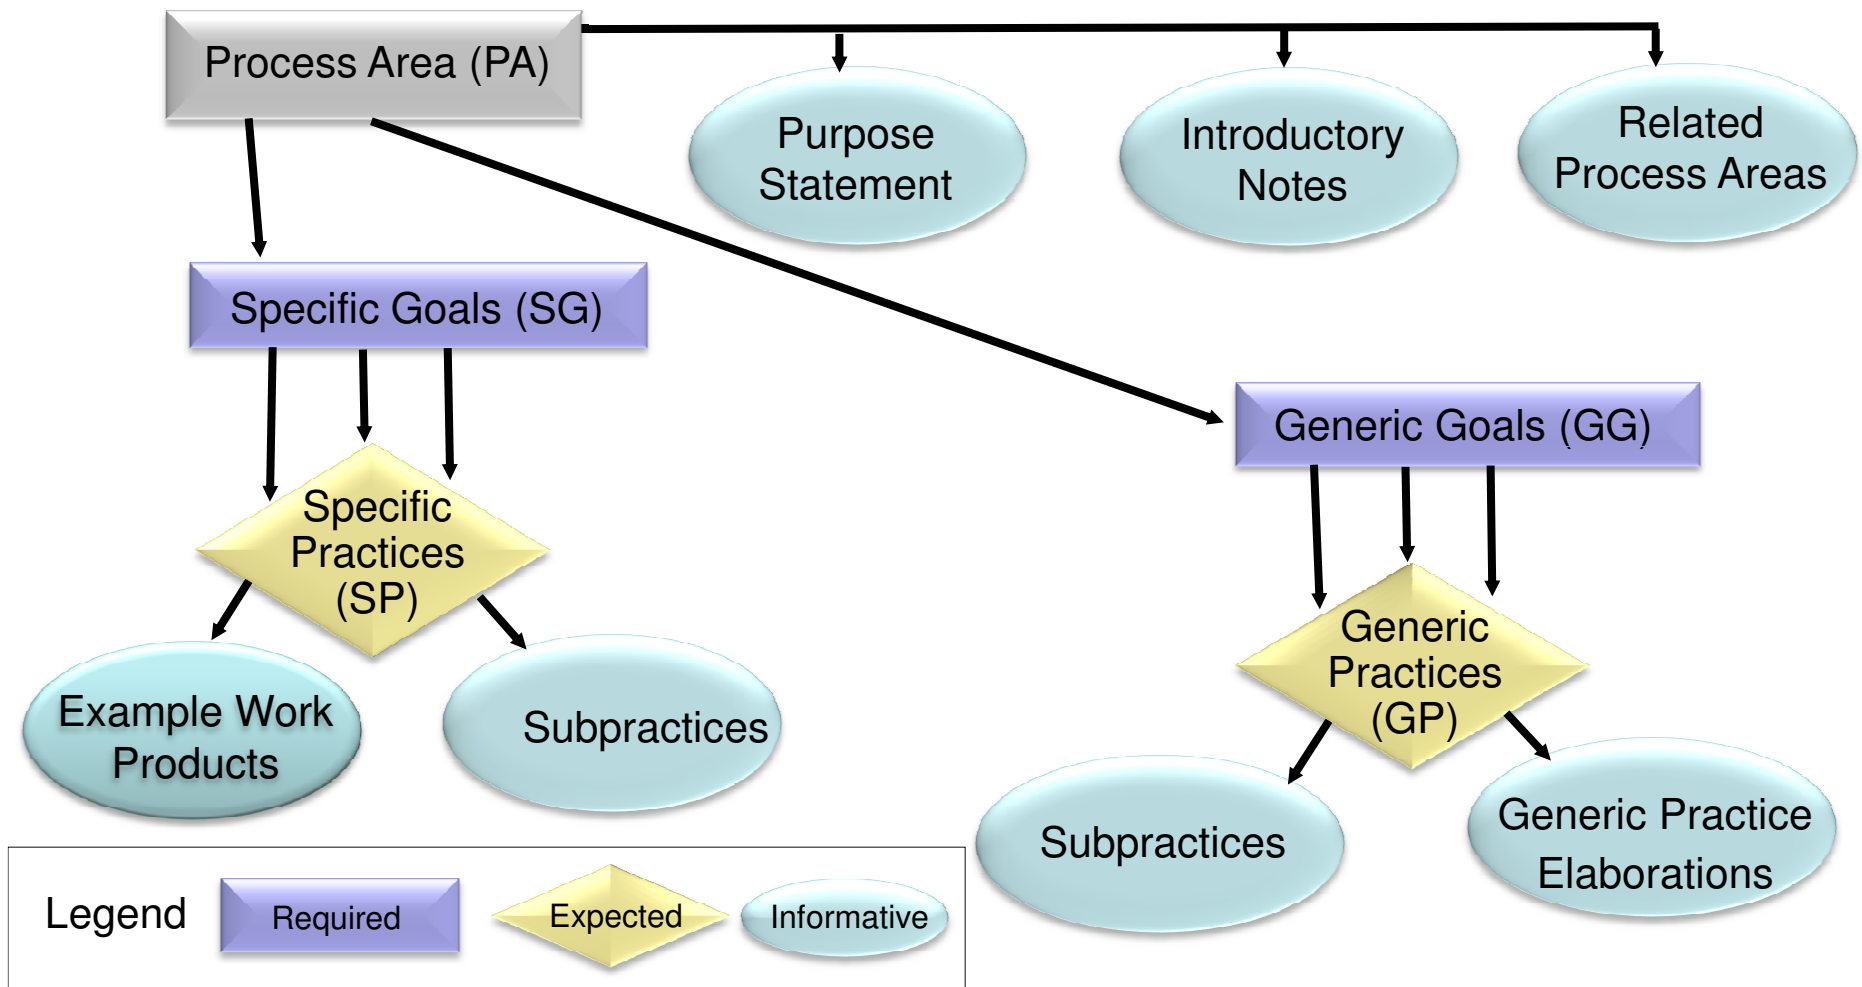 Process Area (PA)
Purpose
Statement
Introductory
Notes
Related
Process Areas
Specific Goals (SG)
Generic Goals (GG)
Specific
Practices
(SP)
Generic
Practices
(GP)
Example Work
Products
Subpractices
Subpractices
Generic Practice
Elaborations
Legend
Required
Expected
Informative